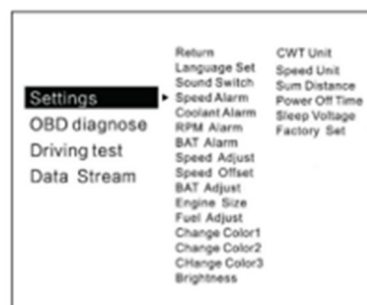 Settings
OBD diagnose
Driving test
Data Stream
Return
Language Set
Sound Switch
Speed Alarm
Coolant Alarm
RPM Alarm
BAT Alarm
Speed Adjust
Speed Offset
BAT Adjust
Engine Size
Fuel Adjust
Change Color1
Change Color2
CHange Color3
Brightness
CWT Unit
Speed Unit
Sum Distance
Power Off Time
Sleep Voltage
Factory Set